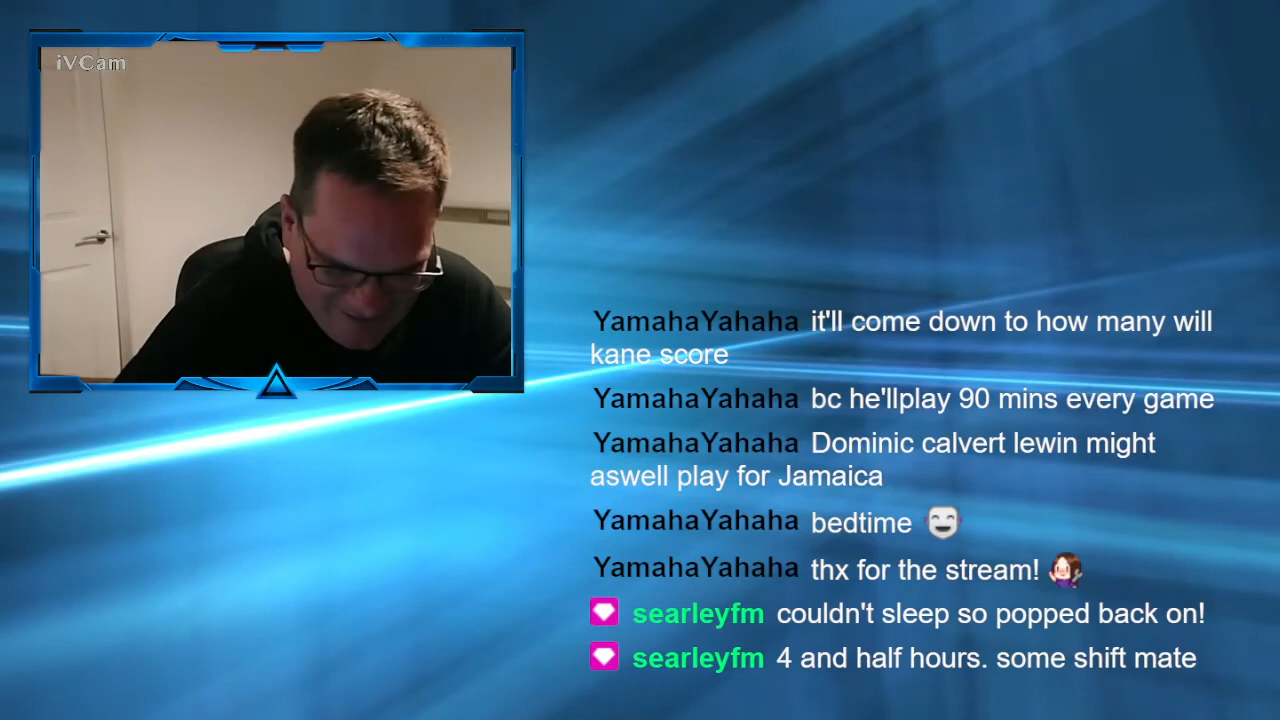 iVCam
YamahaYahaha it'll come down to how many will
kane score
YamahaYahaha bc he'llplay 90 mins every game
YamahaYahaha Dominic calvert lewin might
aswell play for Jamaica
YamahaYahaha bedtime
YamahaYahaha thx for the stream!
searleyfm couldn't sleep so popped back on!
searleyfm 4 and half hours. some shift mate